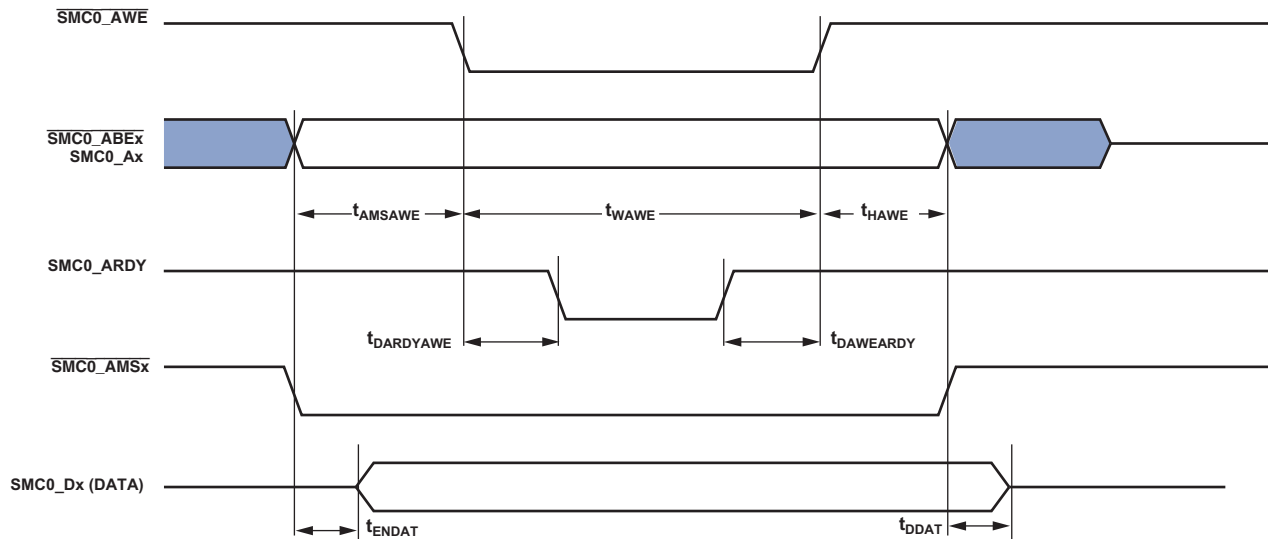 SMC0_AWE
SMC0_ABEx
SMC0_Ax
tAMSAWE
tWAWE
tHAWE
SMC0_ARDY
tDARDYAWE
tDAWEARDY
SMC0_AMSx
SMC0_Dx (DATA)
tENDAT
tDDAT